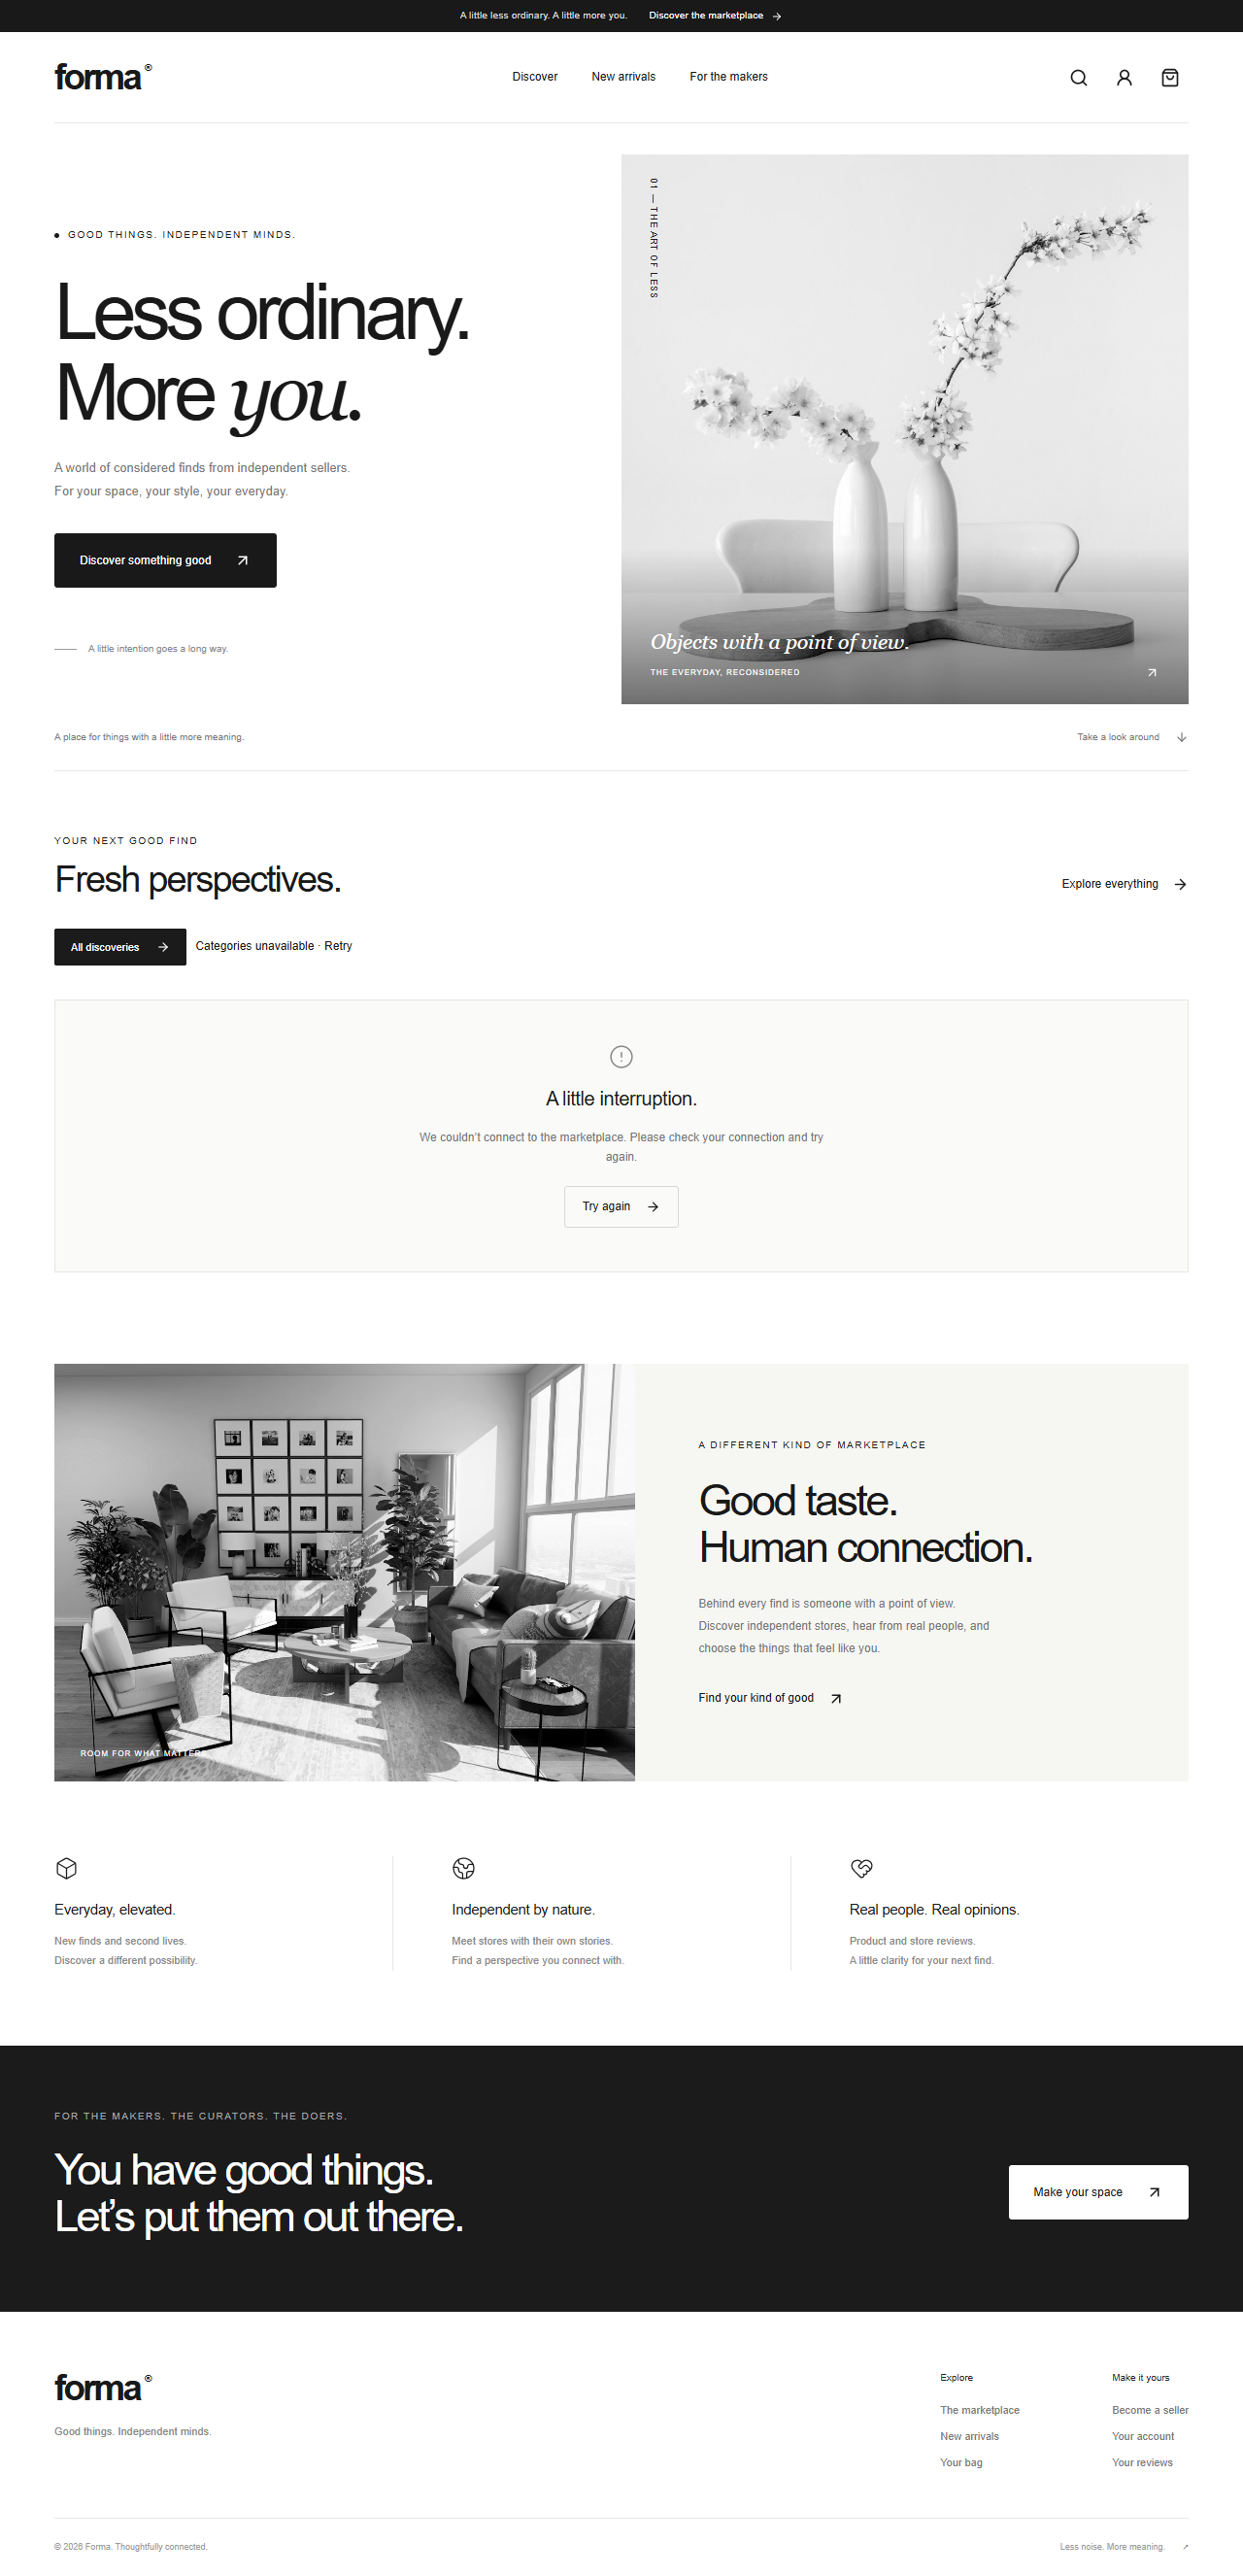 A little less ordinary. A little more you. Discover the marketplace →
forma®
Discover New arrivals For the makers
GOOD THINGS. INDEPENDENT MINDS.
Less ordinary.
More you.
A world of considered finds from independent sellers.
For your space, your style, your everyday.
Discover something good ↗
A little intention goes a long way.
01 — THE ART OF LESS
Objects with a point of view.
THE EVERYDAY, RECONSIDERED ↗
A place for things with a little more meaning.
Take a look around ↓
YOUR NEXT GOOD FIND
Fresh perspectives.
Explore everything →
All discoveries → Categories unavailable · Retry
A little interruption.
We couldn’t connect to the marketplace. Please check your connection and try
again.
Try again →
ROOM FOR WHAT MATTERS
A DIFFERENT KIND OF MARKETPLACE
Good taste.
Human connection.
Behind every find is someone with a point of view.
Discover independent stores, hear from real people, and
choose the things that feel like you.
Find your kind of good ↗
Everyday, elevated.
New finds and second lives.
Discover a different possibility.
Independent by nature.
Meet stores with their own stories.
Find a perspective you connect with.
Real people. Real opinions.
Product and store reviews.
A little clarity for your next find.
FOR THE MAKERS. THE CURATORS. THE DOERS.
You have good things.
Let’s put them out there.
Make your space ↗
forma®
Good things. Independent minds.
Explore
The marketplace
New arrivals
Your bag
Make it yours
Become a seller
Your account
Your reviews
© 2026 Forma. Thoughtfully connected.
Less noise. More meaning. ↗